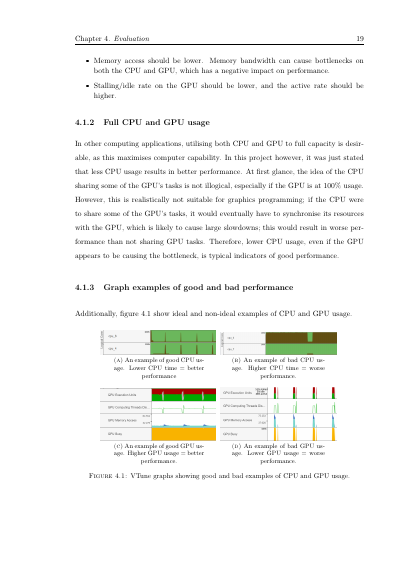 Chapter 4. Evaluation 19
▪ Memory access should be lower. Memory bandwidth can cause bottlenecks on
both the CPU and GPU, which has a negative impact on performance.
▪ Stalling/idle rate on the GPU should be lower, and the active rate should be
higher.
4.1.2 Full CPU and GPU usage
In other computing applications, utilising both CPU and GPU to full capacity is desir-
able, as this maximises computer capability. In this project however, it was just stated
that less CPU usage results in better performance. At first glance, the idea of the CPU
sharing some of the GPU's tasks is not illogical, especially if the GPU is at 100% usage.
However, this is realistically not suitable for graphics programming; if the CPU were
to share some of the GPU's tasks, it would eventually have to synchronise its resources
with the GPU, which is likely to cause large slowdowns; this would result in worse per-
formance than not sharing GPU tasks. Therefore, lower CPU usage, even if the GPU
appears to be causing the bottleneck, is typical indicators of good performance.
4.1.3 Graph examples of good and bad performance
Additionally, figure 4.1 show ideal and non-ideal examples of CPU and GPU usage.
(A) An example of good CPU us-
age. Lower CPU time = better
performance
(B) An example of bad CPU us-
age. Higher CPU time = worse
performance.
GPU Execution Units
GPU Computing Threads Dis...
GPU Memory Access
GPU Busy
GPU Execution Units
GPU Computing Threads Dis...
GPU Memory Access
GPU Busy
(C) An example of good GPU us-
age. Higher GPU usage = better
performance.
(D) An example of bad GPU us-
age. Lower GPU usage = worse
performance.
Figure 4.1: VTune graphs showing good and bad examples of CPU and GPU usage.